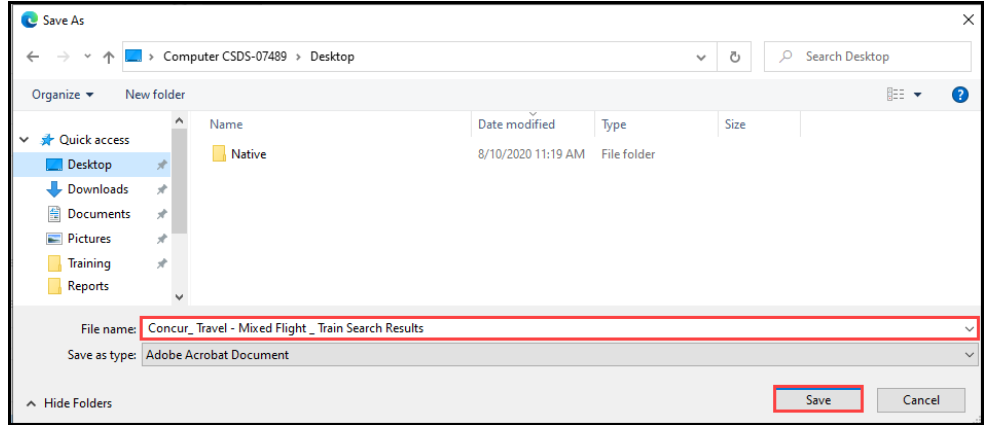 Save As
Computer CSDS-07489 > Desktop
Search Desktop
Organize
New folder
Name
Date modified
Type
Size
Quick access
Desktop
Downloads
Documents
Pictures
Training
Reports
Native
8/10/2020 11:19 AM
File folder
File name: Concur_ Travel - Mixed Flight _ Train Search Results
Save as type: Adobe Acrobat Document
Hide Folders
Save
Cancel